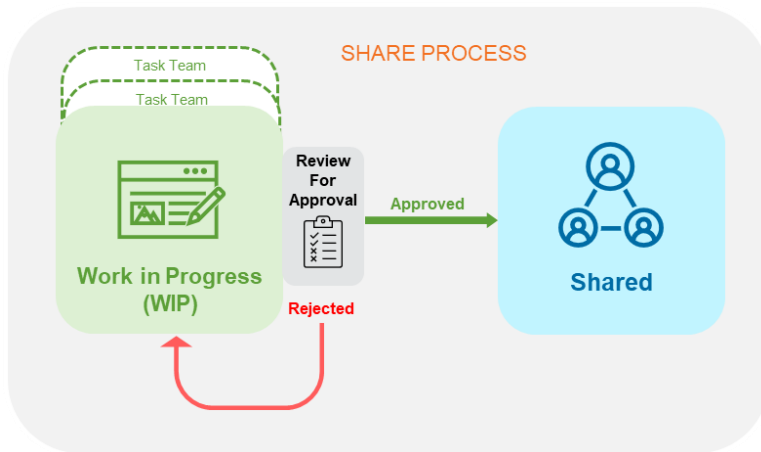 SHARE PROCESS
Task Team
Task Team
Review
For
Approval
Approved
Work in Progress
(WIP)
Shared
Rejected